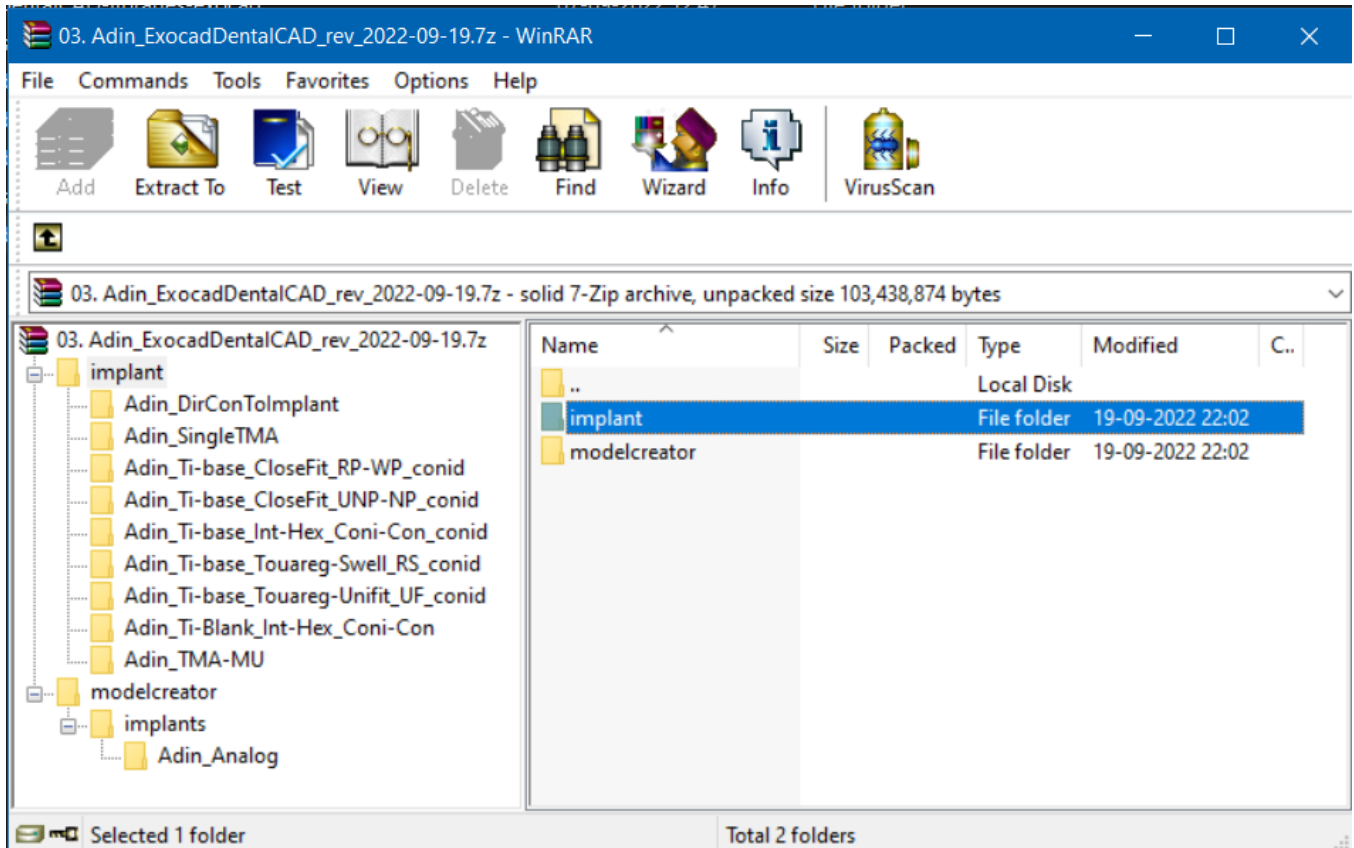 03. Adin_ExocadDentalCAD_rev_2022-09-19.7z - WinRAR
File Commands Tools Favorites Options Help
Add Extract To Test View Delete Find Wizard Info VirusScan
03. Adin_ExocadDentalCAD_rev_2022-09-19.7z - solid 7-Zip archive, unpacked size 103,438,874 bytes
03. Adin_ExocadDentalCAD_rev_2022-09-19.7z
implant
Adin_DirConToImplant
Adin_SingleTMA
Adin_Ti-base_CloseFit_RP-WP_conid
Adin_Ti-base_CloseFit_UNP-NP_conid
Adin_Ti-base_Int-Hex_Coni-Con_conid
Adin_Ti-base_Touareg-Swell_RS_conid
Adin_Ti-base_Touareg-Unifit_UF_conid
Adin_Ti-Blank_Int-Hex_Coni-Con
Adin_TMA-MU
modelcreator
implants
Adin_Analog
Name Size Packed Type Modified C..
.. Local Disk
implant File folder 19-09-2022 22:02
modelcreator File folder 19-09-2022 22:02
Selected 1 folder Total 2 folders